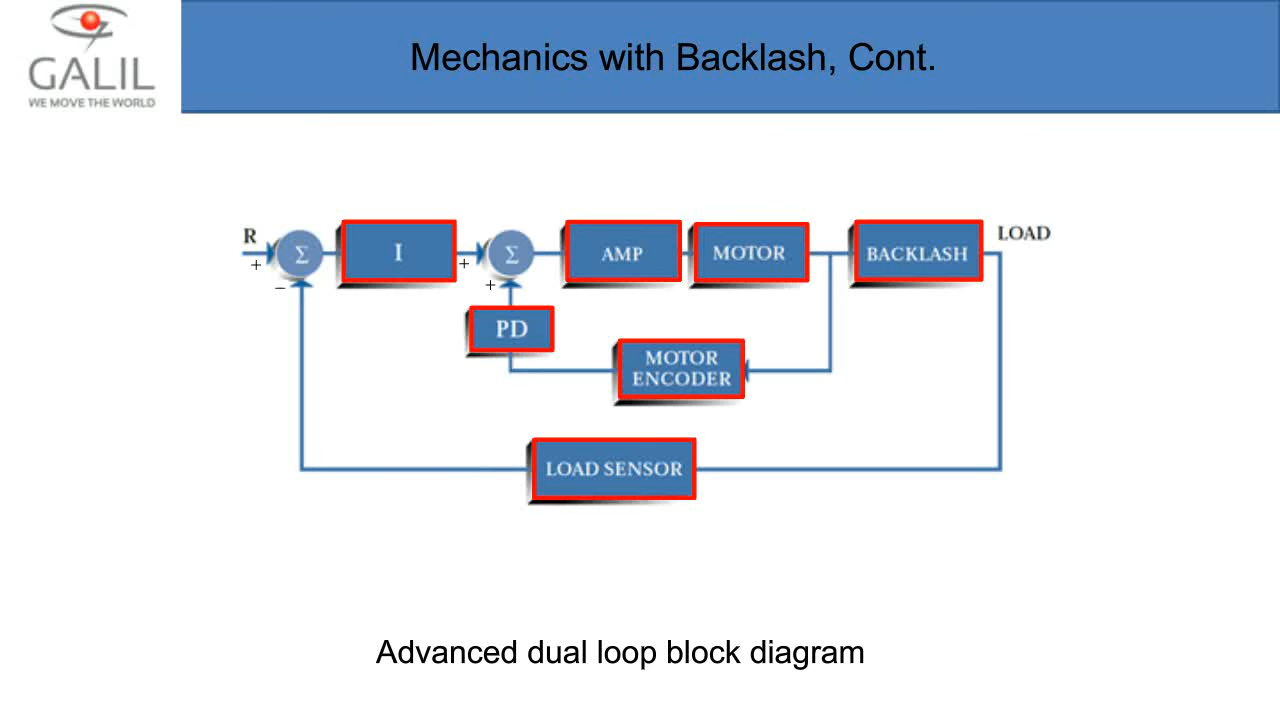 GALIL
WE MOVE THE WORLD
Mechanics with Backlash, Cont.
R
+
−
Σ
I
+
Σ
+
AMP
MOTOR
BACKLASH
LOAD
PD
MOTOR
ENCODER
LOAD SENSOR
Advanced dual loop block diagram